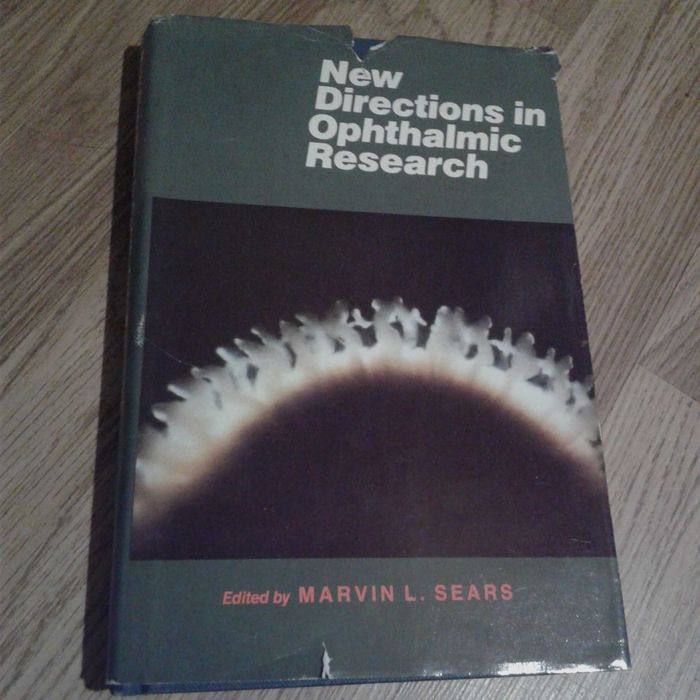 New
Directions in
Ophthalmic
Research
Edited by MARVIN L. SEARS